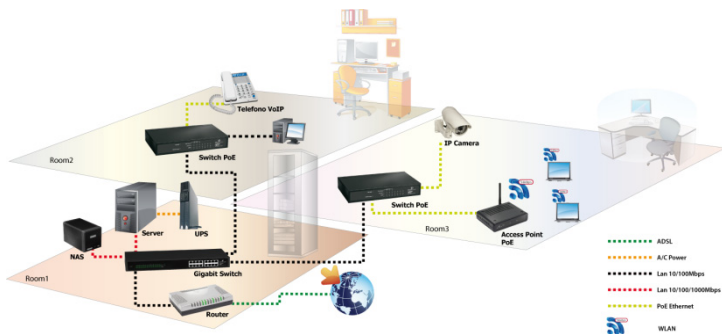 Telefono VoIP
Switch PoE
Room2
IP Camera
Switch PoE
Room3
Access Point
PoE
Server
UPS
NAS
Gigabit Switch
Room1
Router
ADSL
A/C Power
Lan 10/100Mbps
Lan 10/100/1000Mbps
PoE Ethernet
WLAN